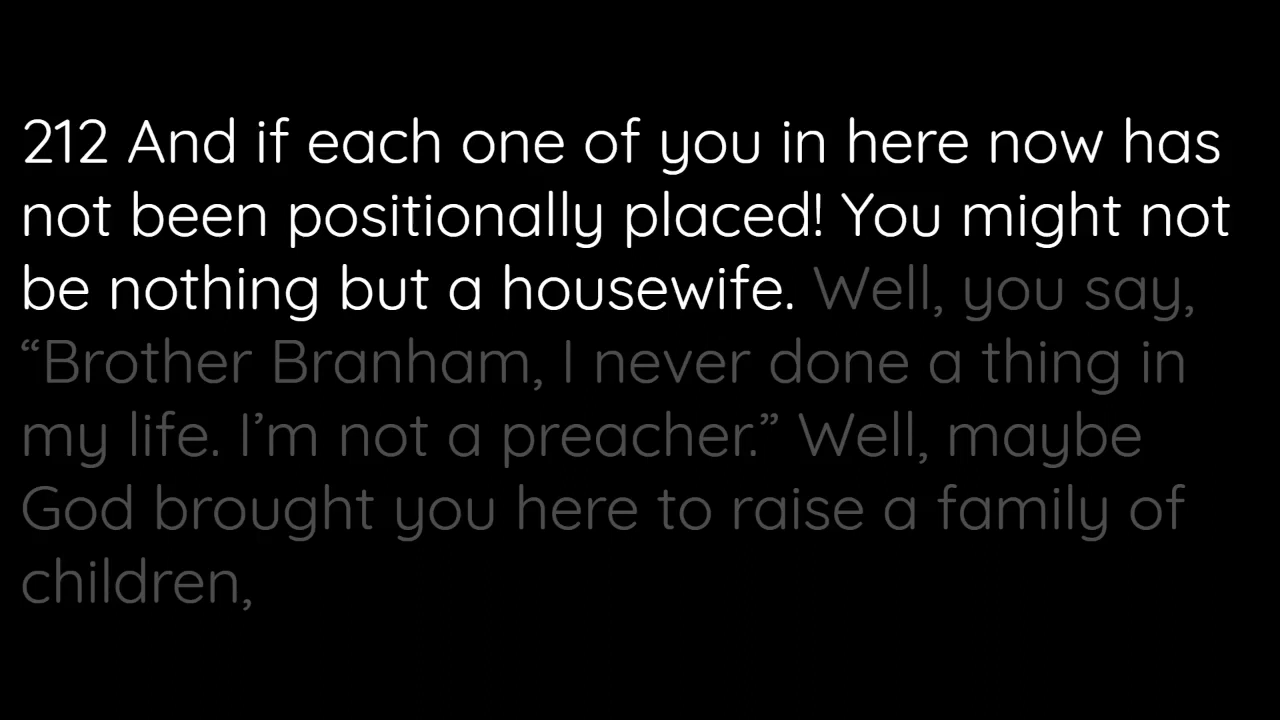 212 And if each one of you in here now has
not been positionally placed! You might not
be nothing but a housewife. Well, you say,
“Brother Branham, I never done a thing in
my life. I’m not a preacher.” Well, maybe
God brought you here to raise a family of
children,